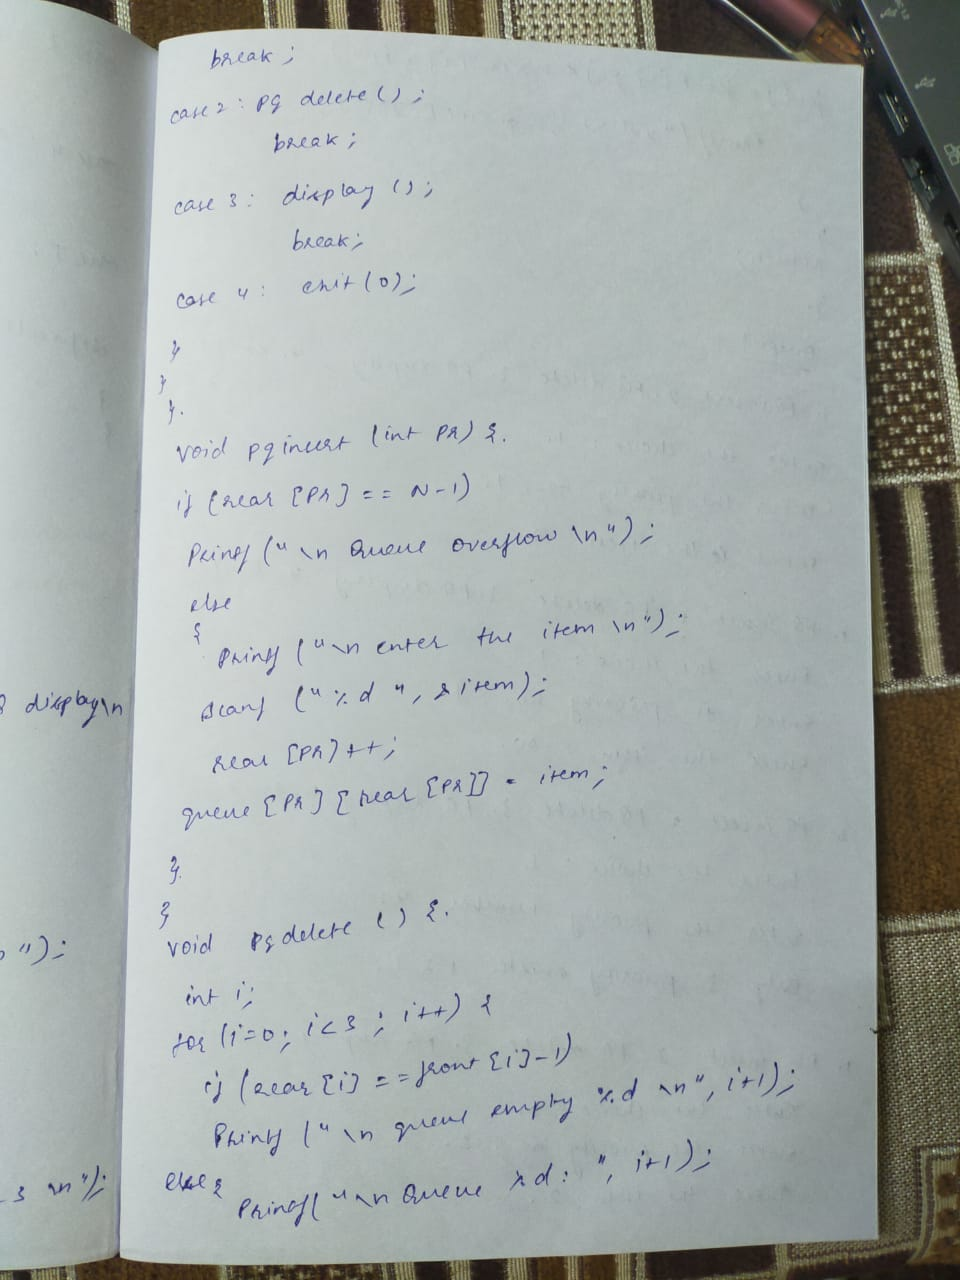 break;
case 2: pq delete ();
break;
case 3: display ();
break;
case 4: exit (0);
}
}
}.
void pqinsert (int pr) {.
if (rear [pr] == N-1)
printf ("\n Queue overflow \n");
else
{
printf ("\n enter the item \n");
scanf ("%d", &item);
rear [pr]++;
queue [pr] [rear [pr]] = item;
}.
}
void pqdelete () {.
& display\n
int i;
");
for (i=0; i<3; i++) {
if (rear [i] == front [i]-1)
printf ("\n queue empty %d \n", i+1);
else {
3 \n");
printf("\n Queue %d: ", i+1);